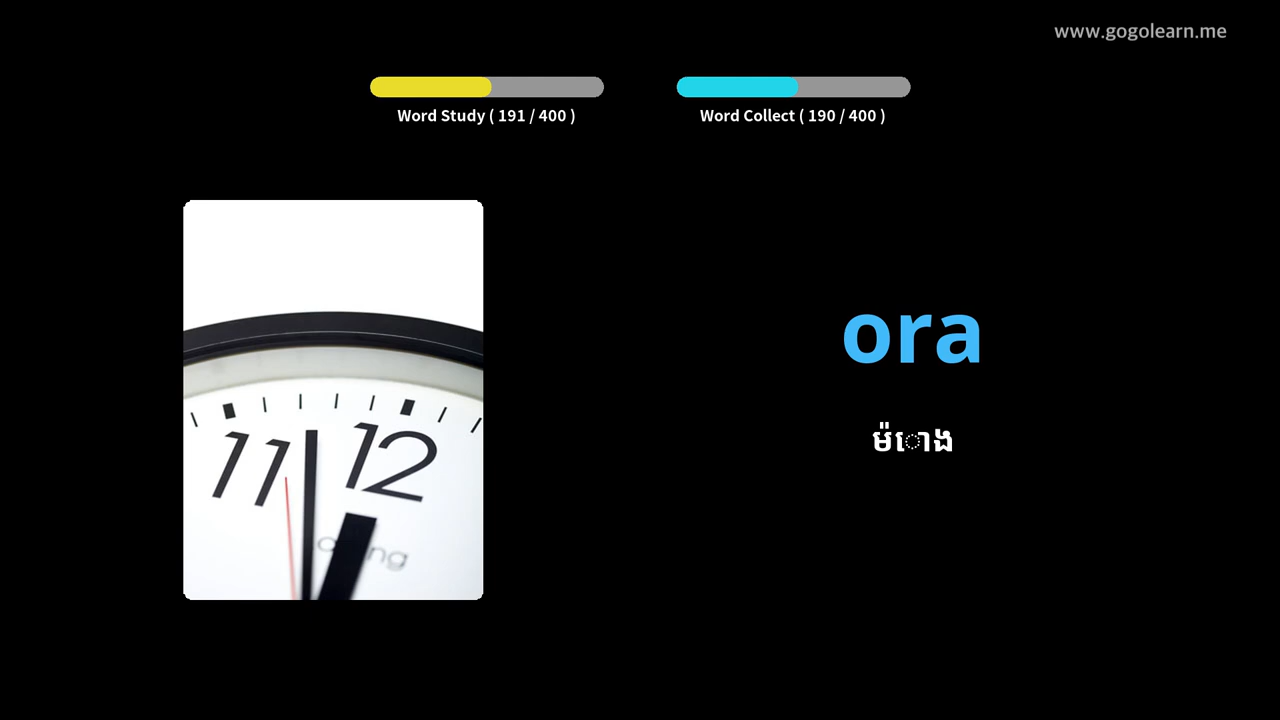 www.gogolearn.me
Word Study ( 191 / 400 )
Word Collect ( 190 / 400 )
11
12
ora
ម៉ោង